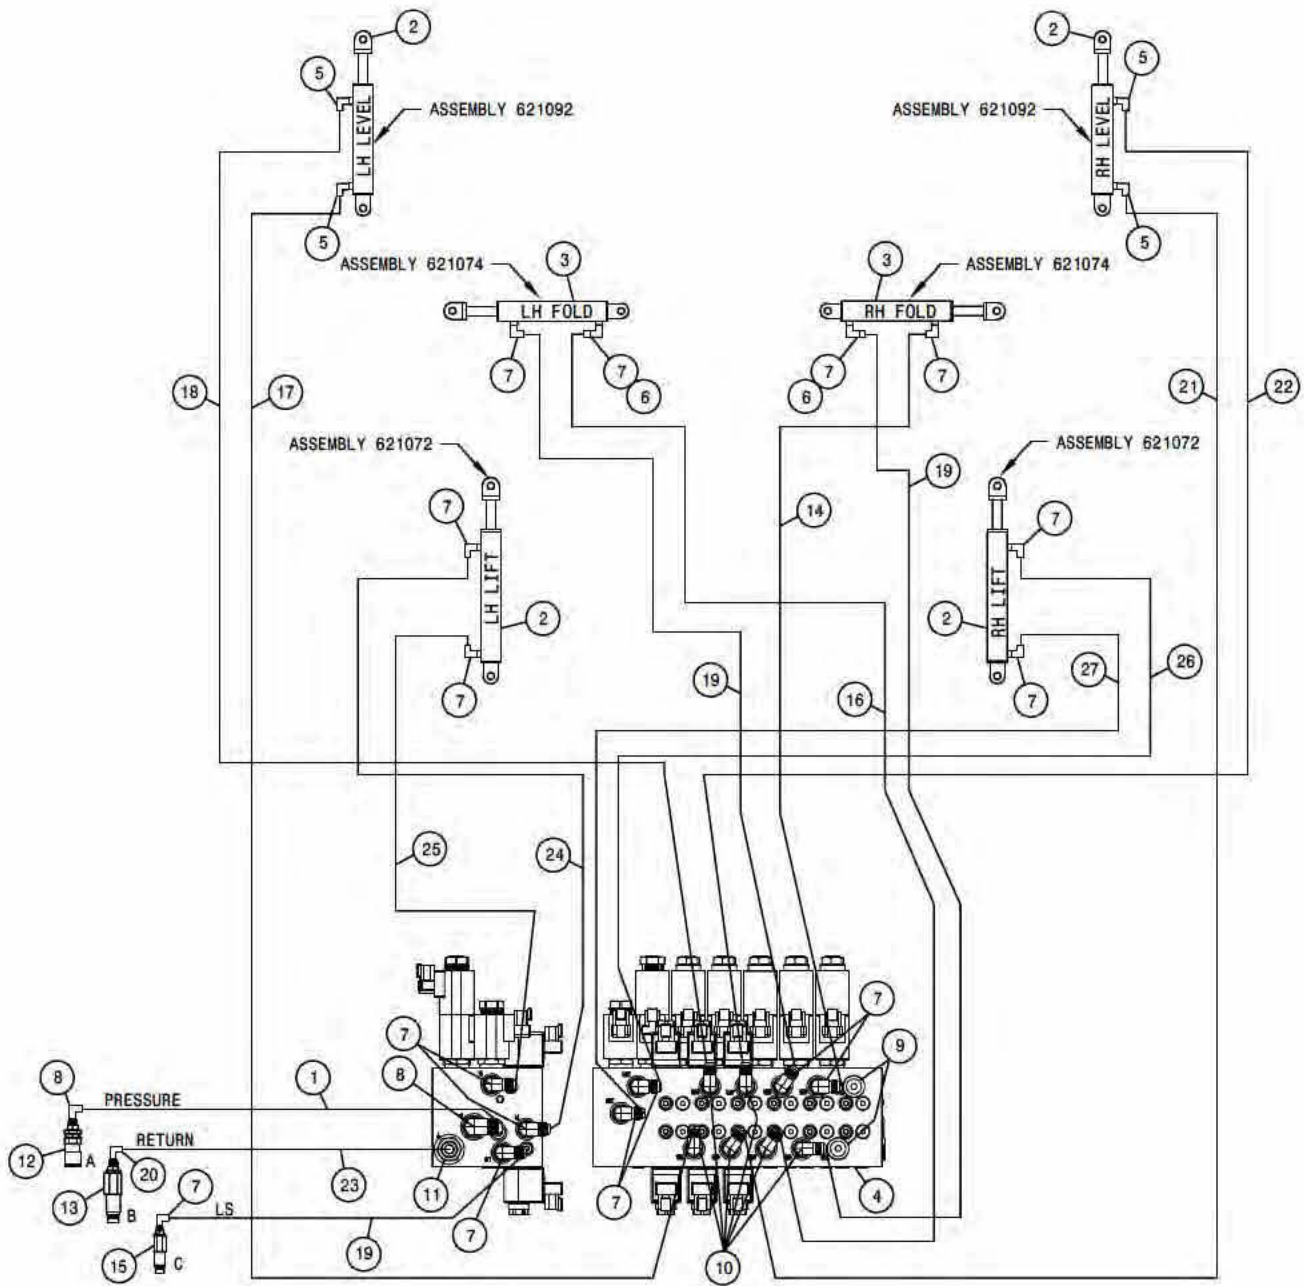 2
2
5
5
LH LEVEL
ASSEMBLY 621092
ASSEMBLY 621092
RH LEVEL
5
5
ASSEMBLY 621074
3
3
ASSEMBLY 621074
LH FOLD
RH FOLD
7
7
6
7
6
7
18
17
21
22
ASSEMBLY 621072
ASSEMBLY 621072
19
7
14
7
LH LIFT
2
2
RH LIFT
7
19
16
27
7
26
25
24
7
7
9
8
1
8
PRESSURE
RETURN
12
A
20
23
11
13
B
7
LS
7
7
4
19
15
C
10